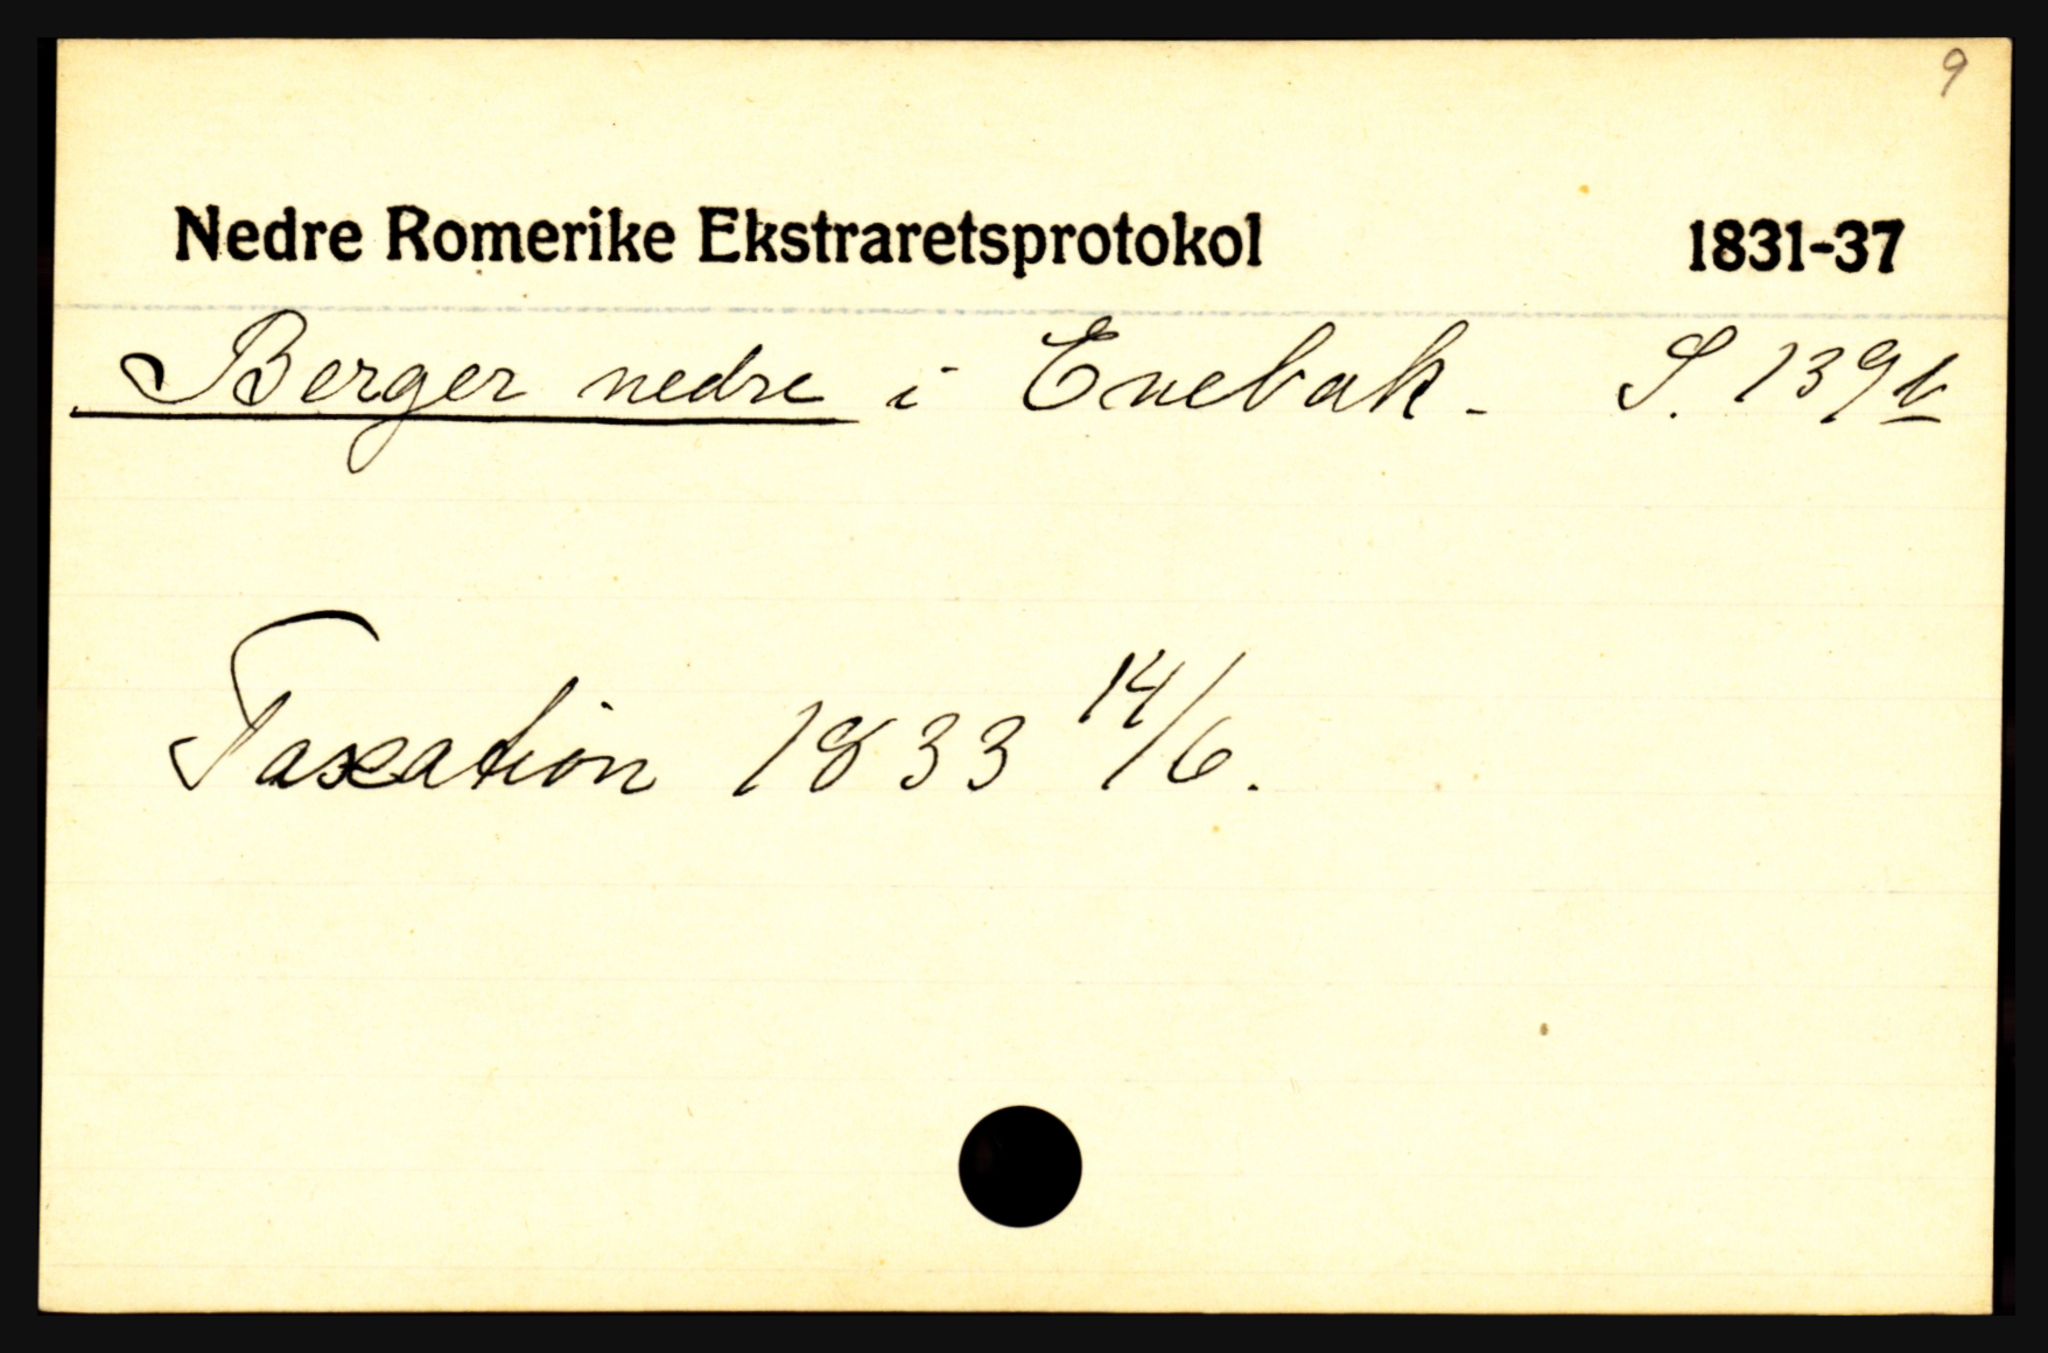 9
Nedre Romerike Ekstraretsprotokol 1831-37
Berger nedre i Enebak - S. 139b
Taxation 1833 14/6.